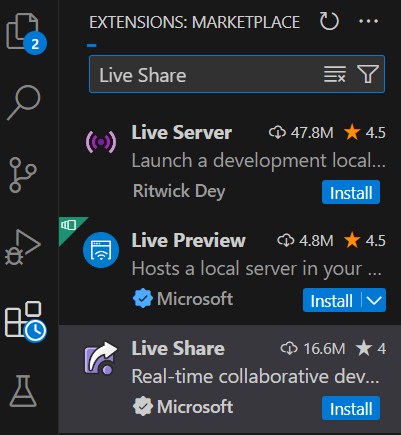 EXTENSIONS: MARKETPLACE
2
Live Share
Live Server 47.8M 4.5
Launch a development local...
Ritwick Dey Install
Live Preview 4.8M 4.5
Hosts a local server in your ...
Microsoft Install
Live Share 16.6M 4
Real-time collaborative dev...
Microsoft Install